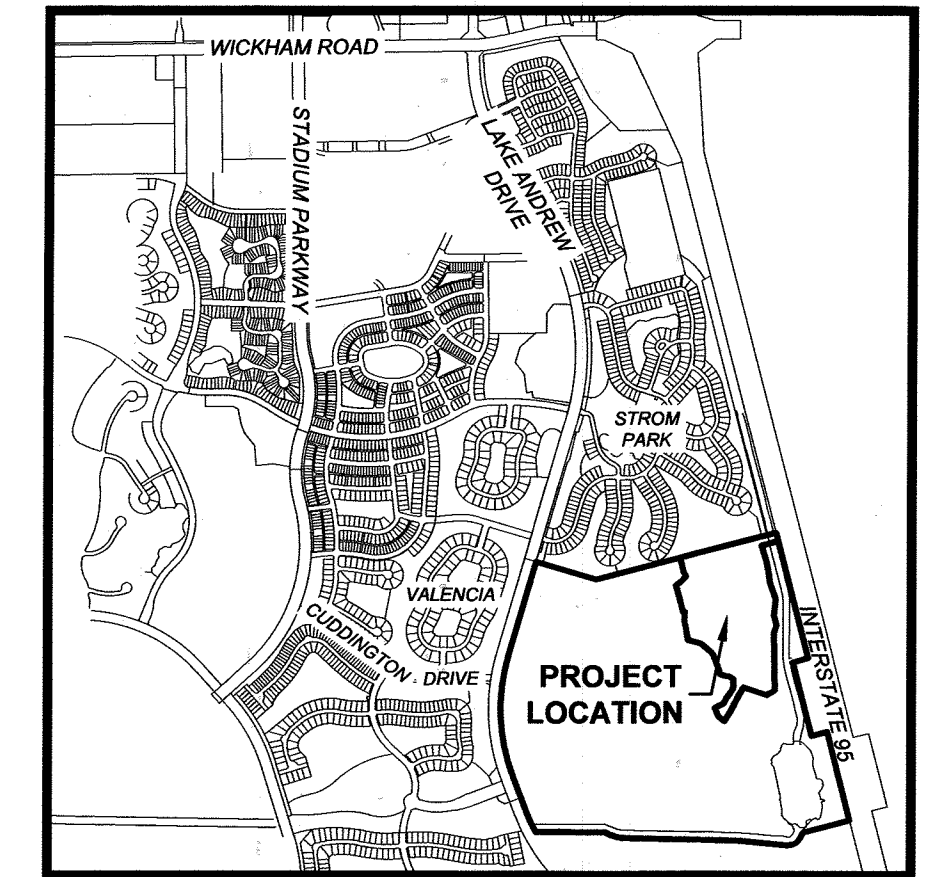 WICKHAM ROAD
STADIUM PARKWAY
LAKE ANDREW
DRIVE
STROM
PARK
VALENCIA
CUDDINGTON DRIVE
PROJECT
LOCATION
INTERSTATE 95